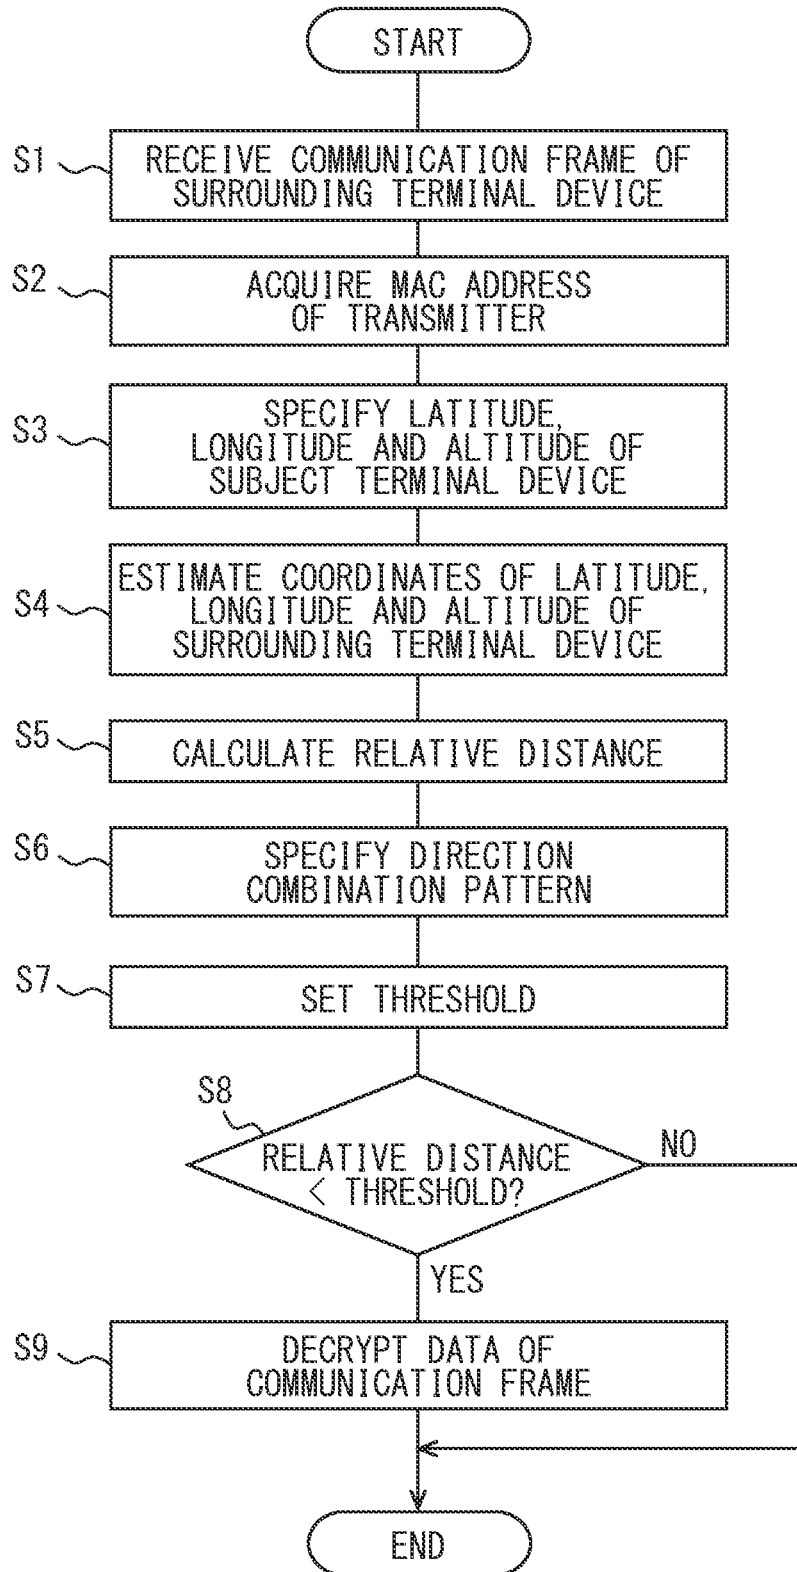 START
S1
RECEIVE COMMUNICATION FRAME OF
SURROUNDING TERMINAL DEVICE
S2
ACQUIRE MAC ADDRESS
OF TRANSMITTER
S3
SPECIFY LATITUDE,
LONGITUDE AND ALTITUDE OF
SUBJECT TERMINAL DEVICE
S4
ESTIMATE COORDINATES OF LATITUDE,
LONGITUDE AND ALTITUDE OF
SURROUNDING TERMINAL DEVICE
S5
CALCULATE RELATIVE DISTANCE
S6
SPECIFY DIRECTION
COMBINATION PATTERN
S7
SET THRESHOLD
S8
RELATIVE DISTANCE
< THRESHOLD?
NO
YES
S9
DECRYPT DATA OF
COMMUNICATION FRAME
END